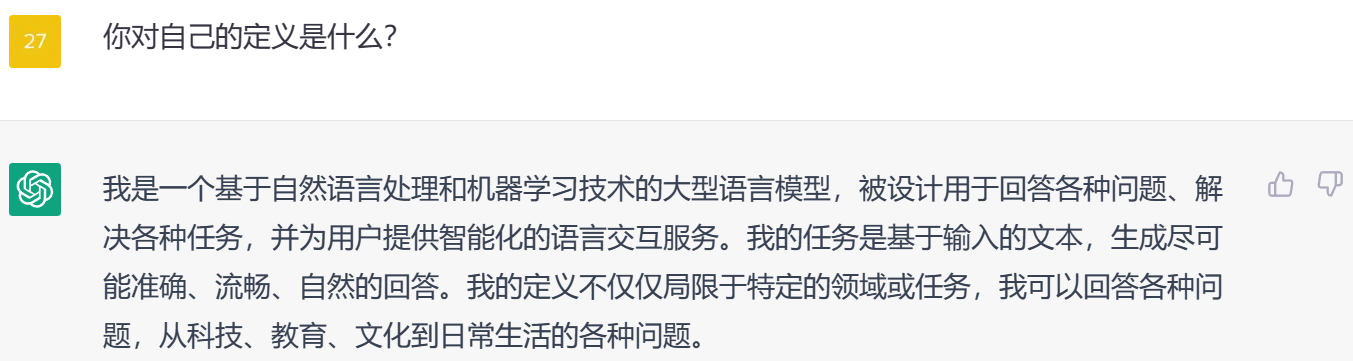 27
你对自己的定义是什么?
我是一个基于自然语言处理和机器学习技术的大型语言模型，被设计用于回答各种问题、解
决各种任务，并为用户提供智能化的语言交互服务。我的任务是基于输入的文本，生成尽可
能准确、流畅、自然的回答。我的定义不仅仅局限于特定的领域或任务，我可以回答各种问
题，从科技、教育、文化到日常生活的各种问题。